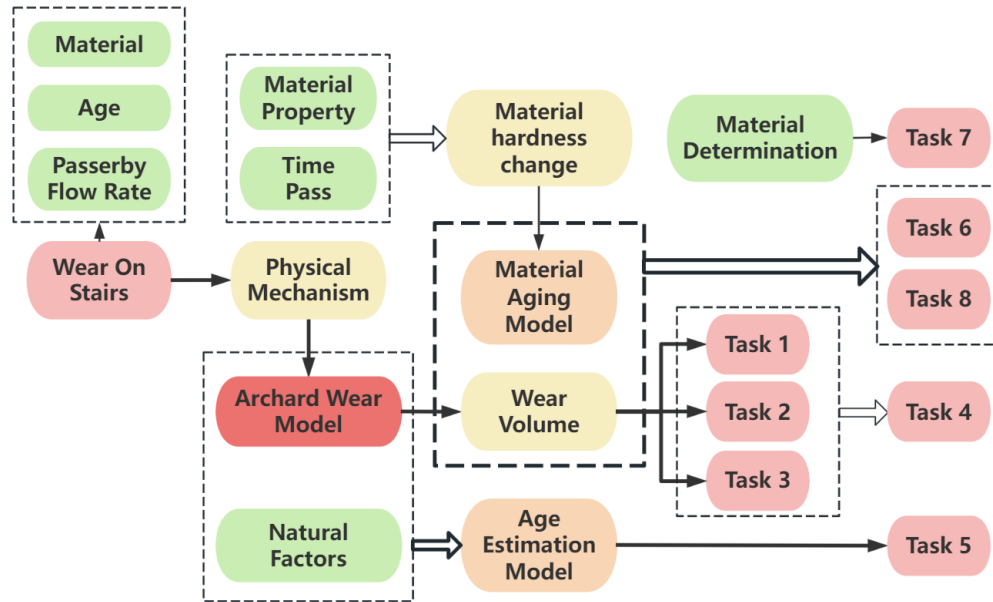 Material
Age
Passerby
Flow Rate
Wear On
Stairs
Material
Property
Time
Pass
Physical
Mechanism
Archard Wear
Model
Natural
Factors
Material
hardness
change
Material
Aging
Model
Wear
Volume
Age
Estimation
Model
Material
Determination
Task 7
Task 6
Task 8
Task 1
Task 2
Task 3
Task 4
Task 5